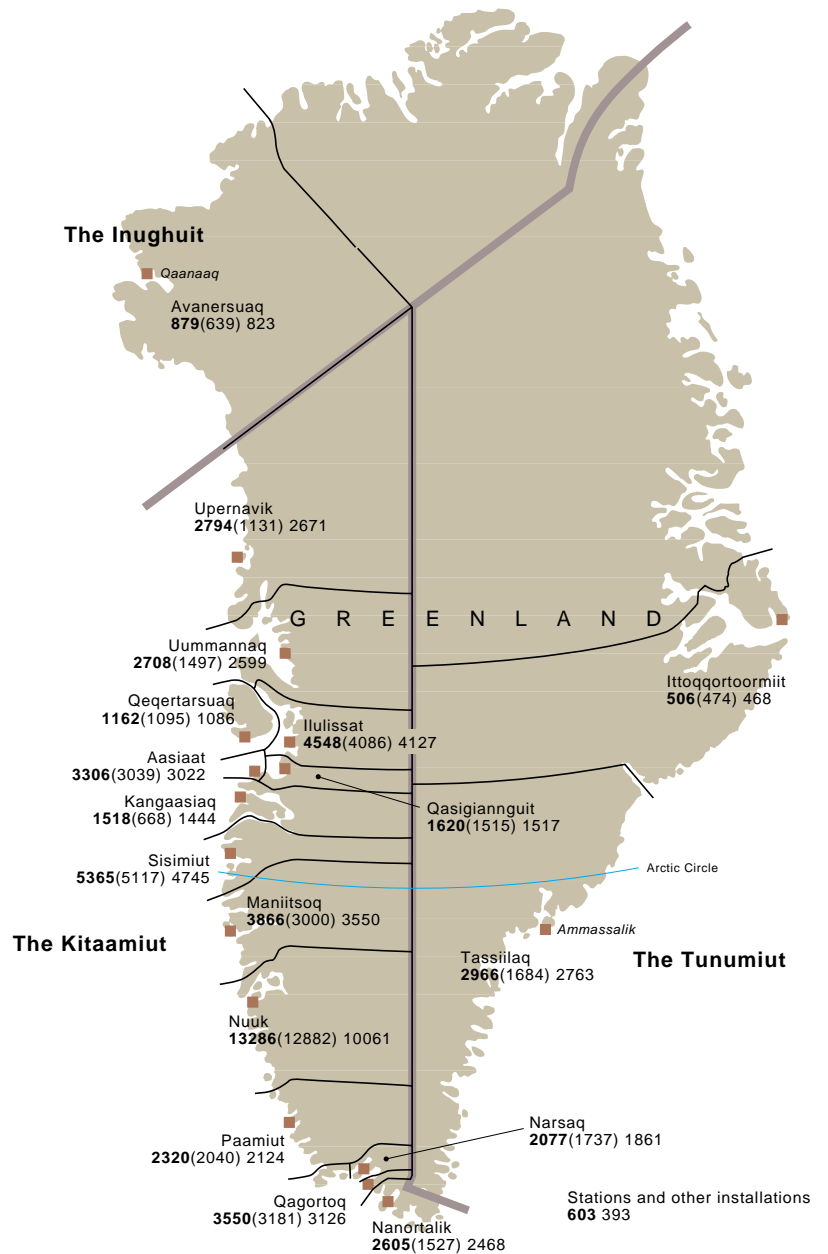 The Inughuit
Qaanaaq
Avanersuaq
879(639) 823
Upernavik
2794(1131) 2671
GREENLAND
Uummannaq
2708(1497) 2599
Ittoqqortoormiit
506(474) 468
Qeqertarsuaq
1162(1095) 1086
Ilulissat
4548(4086) 4127
Aasiaat
3306(3039) 3022
Kangaasiaq
1518(668) 1444
Qasigiannguit
1620(1515) 1517
Sisimiut
5365(5117) 4745
Arctic Circle
Maniitsoq
3866(3000) 3550
The Kitaamiut
Ammassalik
Tassiilaq
2966(1684) 2763
The Tunumiut
Nuuk
13286(12882) 10061
Narsaq
2077(1737) 1861
Paamiut
2320(2040) 2124
Qagortoq
3550(3181) 3126
Stations and other installations
603 393
Nanortalik
2605(1527) 2468